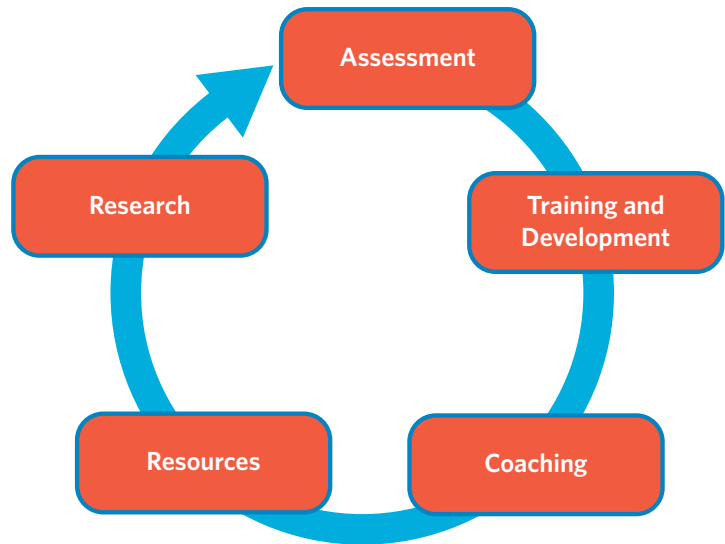 Assessment
Training and
Development
Coaching
Resources
Research